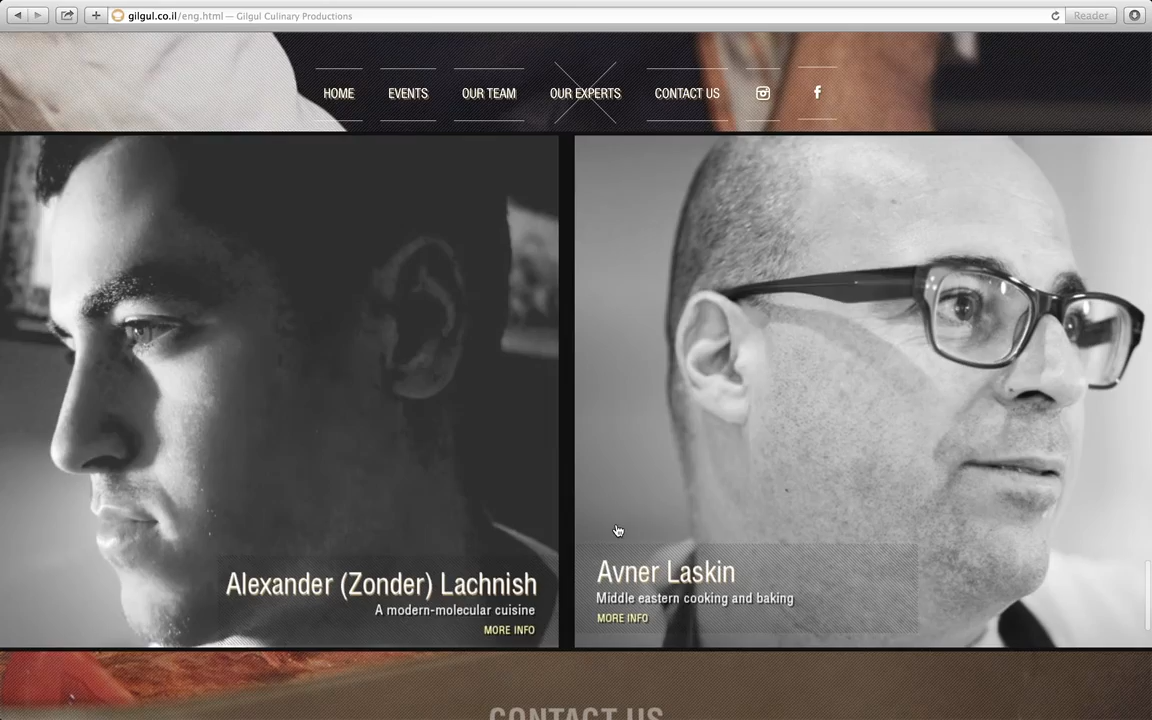 gilgul.co.il/eng.html — Gilgul Culinary Productions
Reader
HOME EVENTS OUR TEAM OUR EXPERTS CONTACT US
Alexander (Zonder) Lachnish
A modern-molecular cuisine
MORE INFO
Avner Laskin
Middle eastern cooking and baking
MORE INFO
CONTACT US